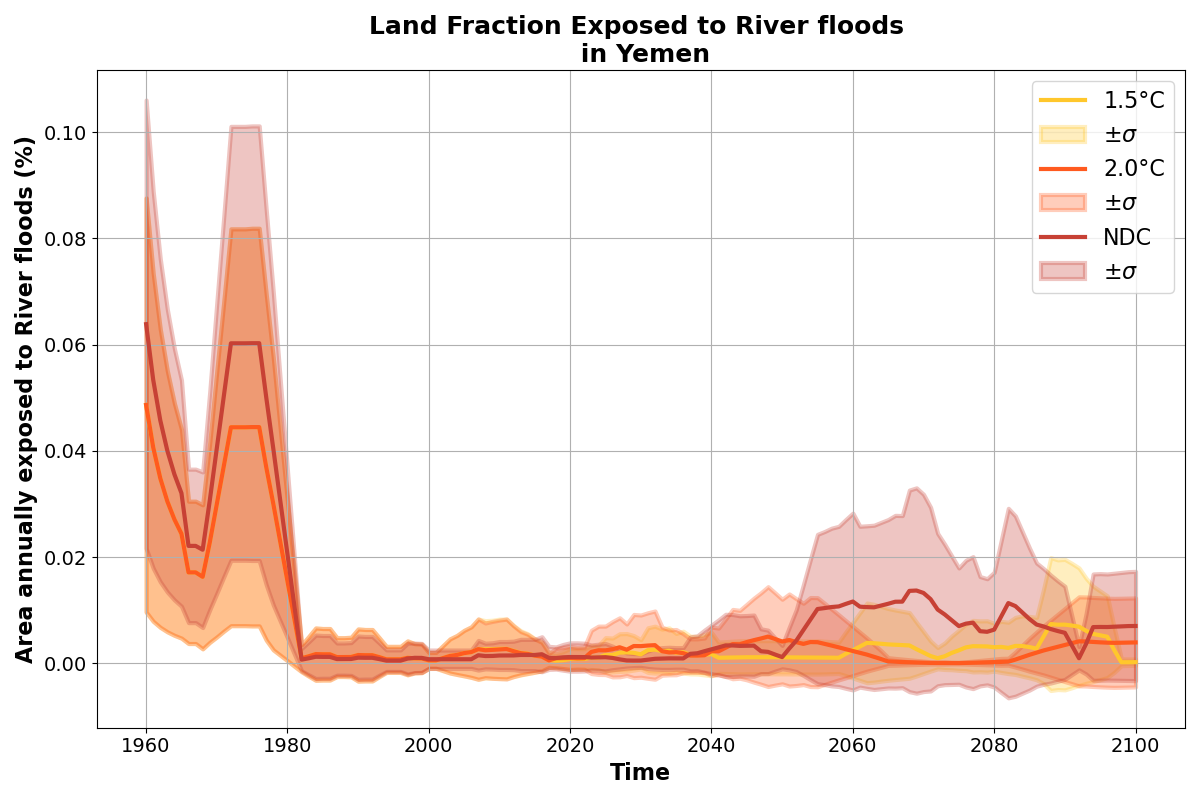 Land Fraction Exposed to River floods
in Yemen
Area annually exposed to River floods (%)
0.10
0.08
0.06
0.04
0.02
0.00
1.5°C
±σ
2.0°C
±σ
NDC
±σ
1960 1980 2000 2020 2040 2060 2080 2100
Time